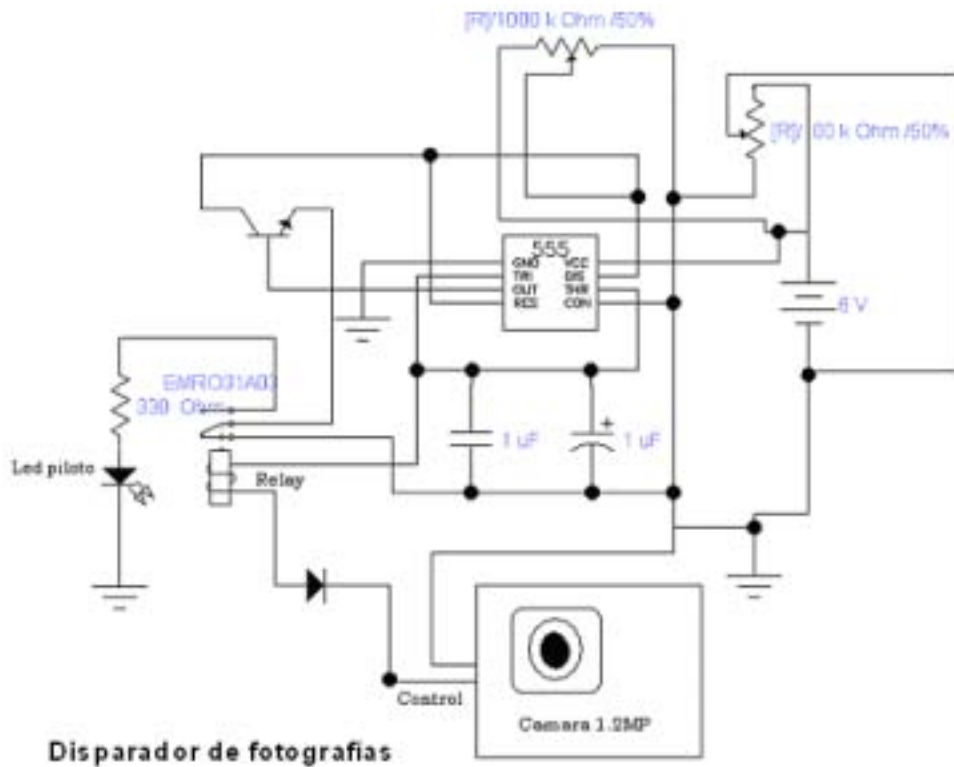 [R]/1000 k Ohm /50%
[R]/ 00 k Ohm /50%
555
GND VCC
TRI DIS
OUT THR
RES CON
6 V
EMRO31A03
330 Ohm
1 uF
1 uF
+
Led piloto
Relay
Control
Camara 1.2MP
Disparador de fotografias